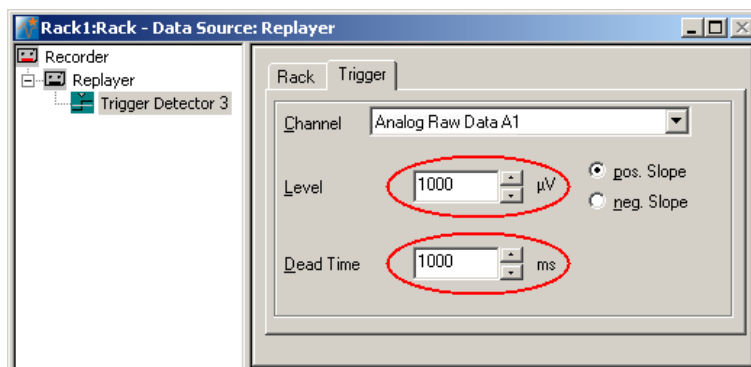 Rack1:Rack - Data Source: Replayer
Recorder
Replayer
Trigger Detector 3
Rack Trigger
Channel Analog Raw Data A1
Level 1000 µV
pos. Slope
neg. Slope
Dead Time 1000 ms